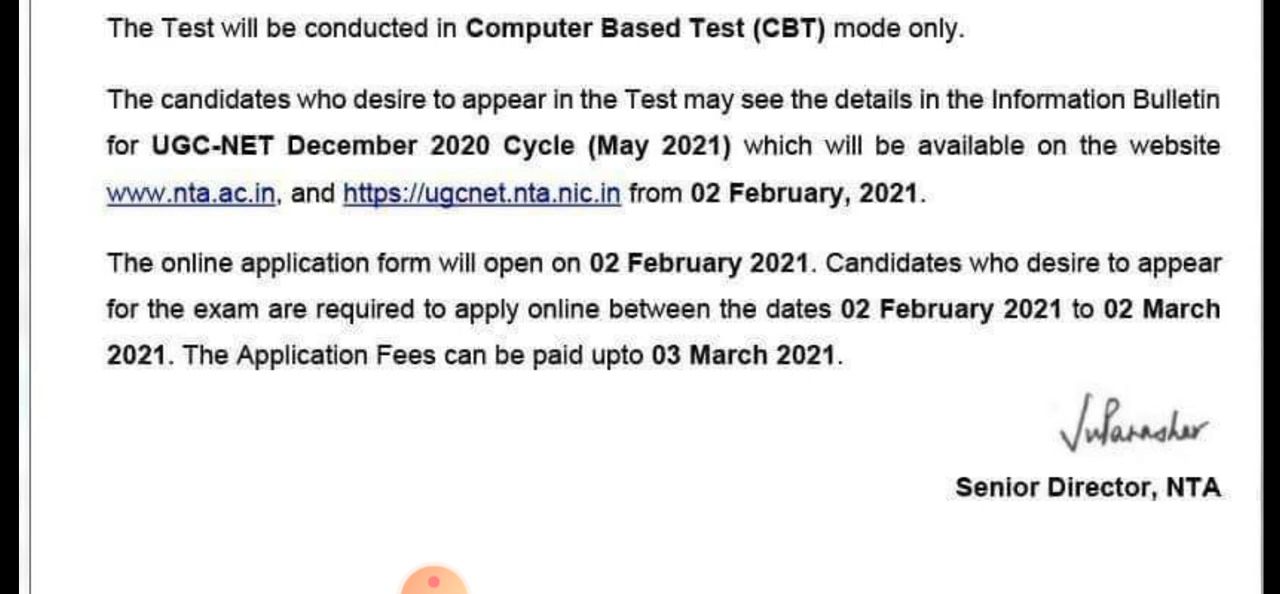 The Test will be conducted in Computer Based Test (CBT) mode only.
The candidates who desire to appear in the Test may see the details in the Information Bulletin
for UGC-NET December 2020 Cycle (May 2021) which will be available on the website
www.nta.ac.in, and https://ugcnet.nta.nic.in from 02 February, 2021.
The online application form will open on 02 February 2021. Candidates who desire to appear
for the exam are required to apply online between the dates 02 February 2021 to 02 March
2021. The Application Fees can be paid upto 03 March 2021.
Senior Director, NTA